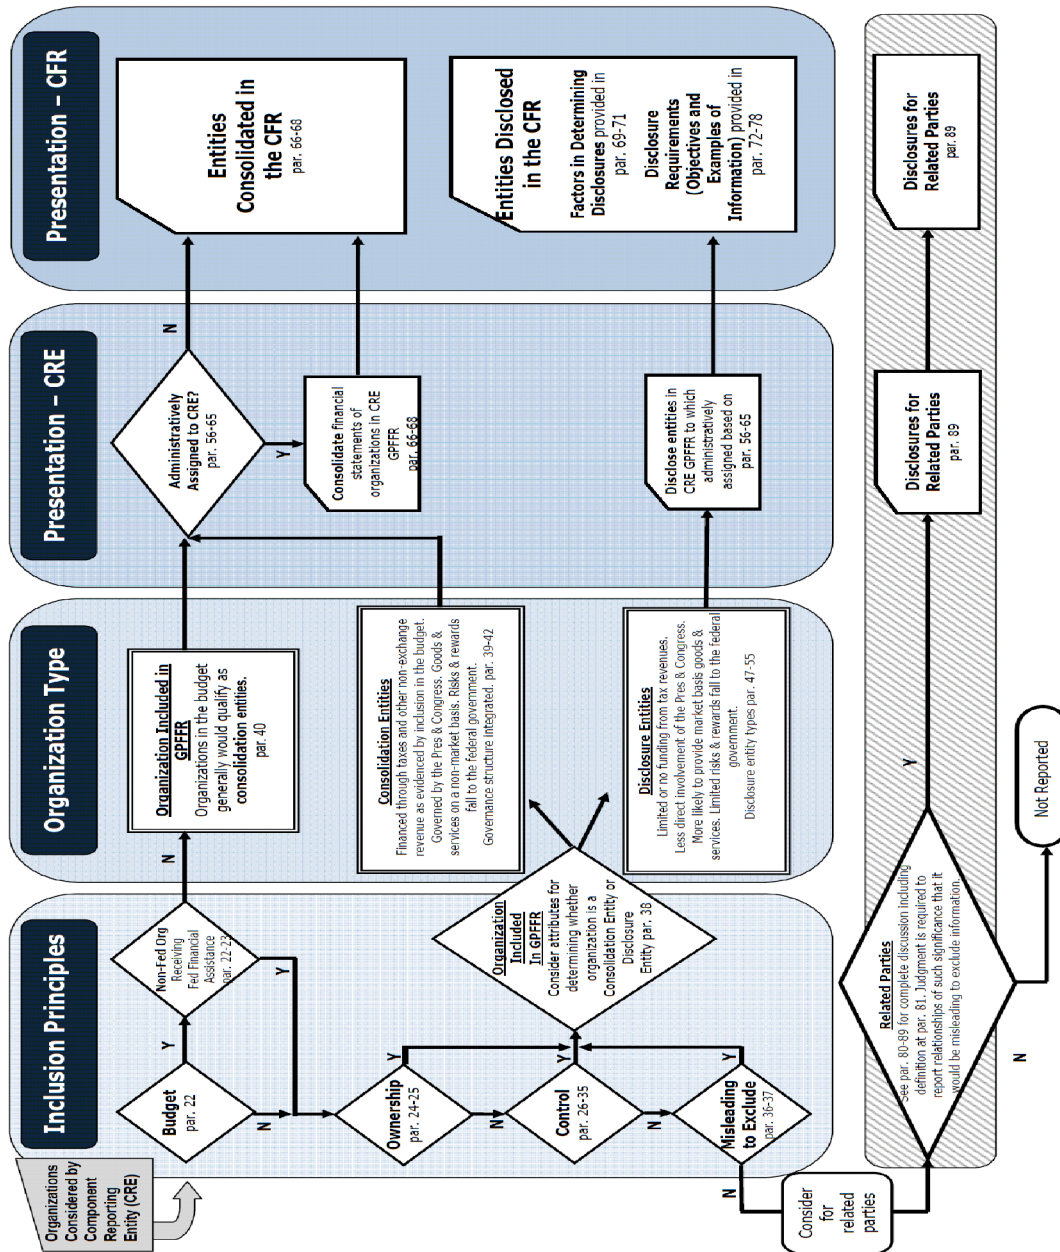 Inclusion Principles
Organizations
Considered by
Component
Reporting
Entity (CRE)
Budget
par. 22
Y
N
Non-Fed Org
Receiving
Fed Financial
Assistance
par. 22-23
N
Y
Ownership
par. 24-25
Y
N
Control
par. 26-35
Y
N
Misleading
to Exclude
par. 36-37
Y
N
Organization
Included
In GPFFR
Consider attributes for
determining whether
organization is a
Consolidation Entity or
Disclosure
Entity par. 38
Consider
for
related
parties
Organization Type
Organization Included in
GPFFR
Organizations in the budget
generally would qualify as
consolidation entities.
par. 40
Consolidation Entities
Financed through taxes and other non-exchange
revenue as evidenced by inclusion in the budget.
Governed by the Pres & Congress. Goods &
services on a non-market basis. Risks & rewards
fall to the federal government.
Governance structure integrated. par. 39-42
Disclosure Entities
Limited or no funding from tax revenues.
Less direct involvement of the Pres & Congress.
More likely to provide market basis goods &
services. Limited risks & rewards fall to the federal
government.
Disclosure entity types par. 47-55
Presentation – CRE
Administratively
Assigned to CRE?
par. 56-65
N
Y
Consolidate financial
statements of
organizations in CRE
GPFFR
par. 66-68
Disclose entities in
CRE GPFFR to which
administratively
assigned based on
par. 56-65
Presentation – CFR
Entities
Consolidated in
the CFR
par. 66-68
Entities Disclosed
in the CFR
Factors in Determining
Disclosures provided in
par. 69-71
Disclosure
Requirements
(Objectives and
Examples of
Information) provided in
par. 72-78
Related Parties
See par. 80-89 for complete discussion including
definition at par. 81. Judgment is required to
report relationships of such significance that it
would be misleading to exclude information.
Y
N
Not Reported
Disclosures for
Related Parties
par. 89
Disclosures for
Related Parties
par. 89